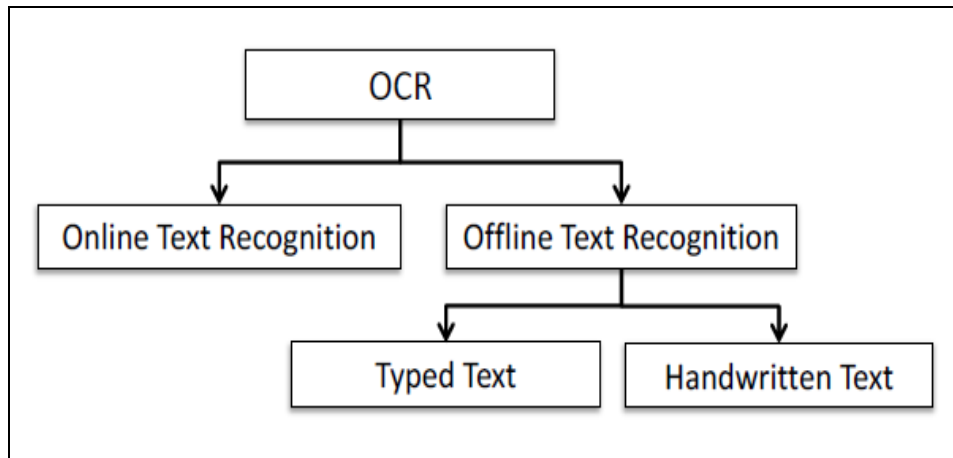 OCR
Online Text Recognition
Offline Text Recognition
Typed Text
Handwritten Text